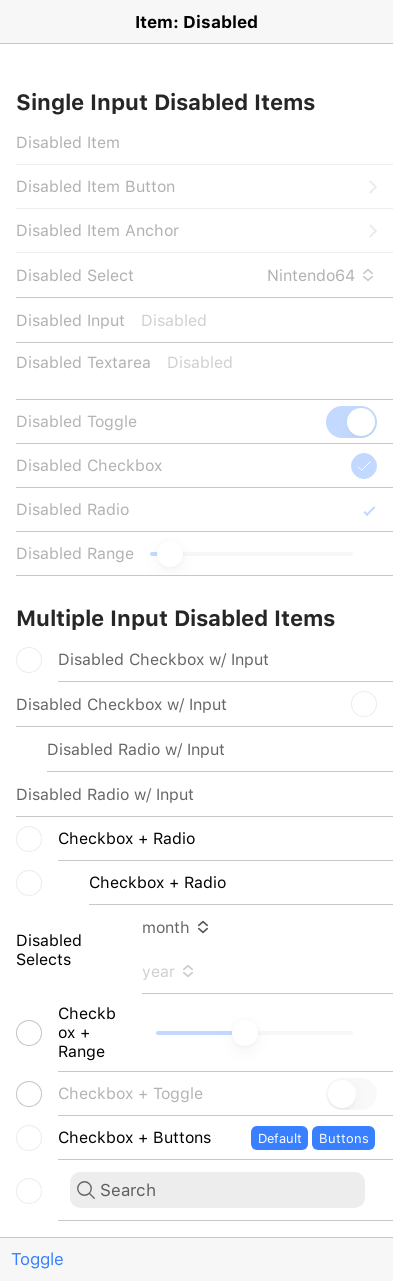 Item: Disabled
Single Input Disabled Items
Disabled Item
Disabled Item Button
Disabled Item Anchor
Disabled Select Nintendo64
Disabled Input Disabled
Disabled Textarea Disabled
Disabled Toggle
Disabled Checkbox
Disabled Radio
Disabled Range
Multiple Input Disabled Items
Disabled Checkbox w/ Input
Disabled Checkbox w/ Input
Disabled Radio w/ Input
Disabled Radio w/ Input
Checkbox + Radio
Checkbox + Radio
Disabled
Selects
month
year
Checkb
ox +
Range
Checkbox + Toggle
Checkbox + Buttons Default Buttons
Search
Toggle